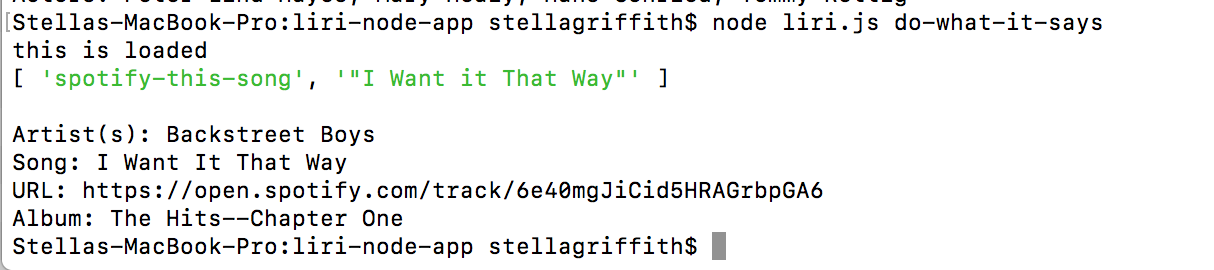 Stellas-MacBook-Pro:liri-node-app stellagriffith$ node liri.js do-what-it-says
this is loaded
[ 'spotify-this-song', '"I Want it That Way"' ]
Artist(s): Backstreet Boys
Song: I Want It That Way
URL: https://open.spotify.com/track/6e40mgJiCid5HRAGrbpGA6
Album: The Hits--Chapter One
Stellas-MacBook-Pro:liri-node-app stellagriffith$